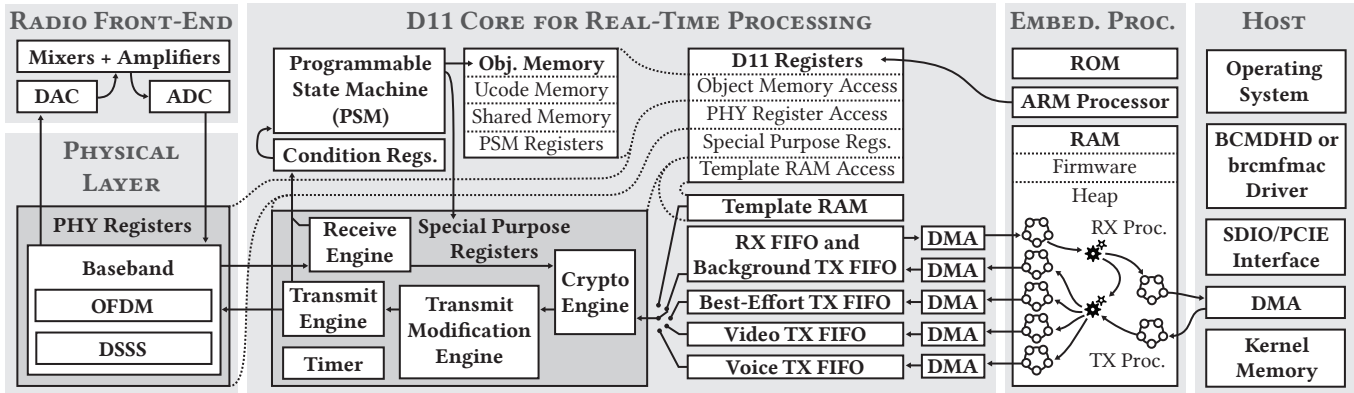 RADIO FRONT-END
Mixers + Amplifiers
DAC
ADC
PHYSICAL
LAYER
PHY Registers
Baseband
OFDM
DSSS
D11 CORE FOR REAL-TIME PROCESSING
Programmable
State Machine
(PSM)
Condition Regs.
Obj. Memory
Ucode Memory
Shared Memory
PSM Registers
D11 Registers
Object Memory Access
PHY Register Access
Special Purpose Regs.
Template RAM Access
Receive
Engine
Special Purpose
Registers
Transmit
Engine
Transmit
Modification
Engine
Crypto
Engine
Timer
Template RAM
RX FIFO and
Background TX FIFO
Best-Effort TX FIFO
Video TX FIFO
Voice TX FIFO
DMA
DMA
DMA
DMA
DMA
EMBED. PROC.
ROM
ARM Processor
RAM
Firmware
Heap
RX Proc.
TX Proc.
HOST
Operating
System
BCMDHD or
brcmfmac
Driver
SDIO/PCIE
Interface
DMA
Kernel
Memory